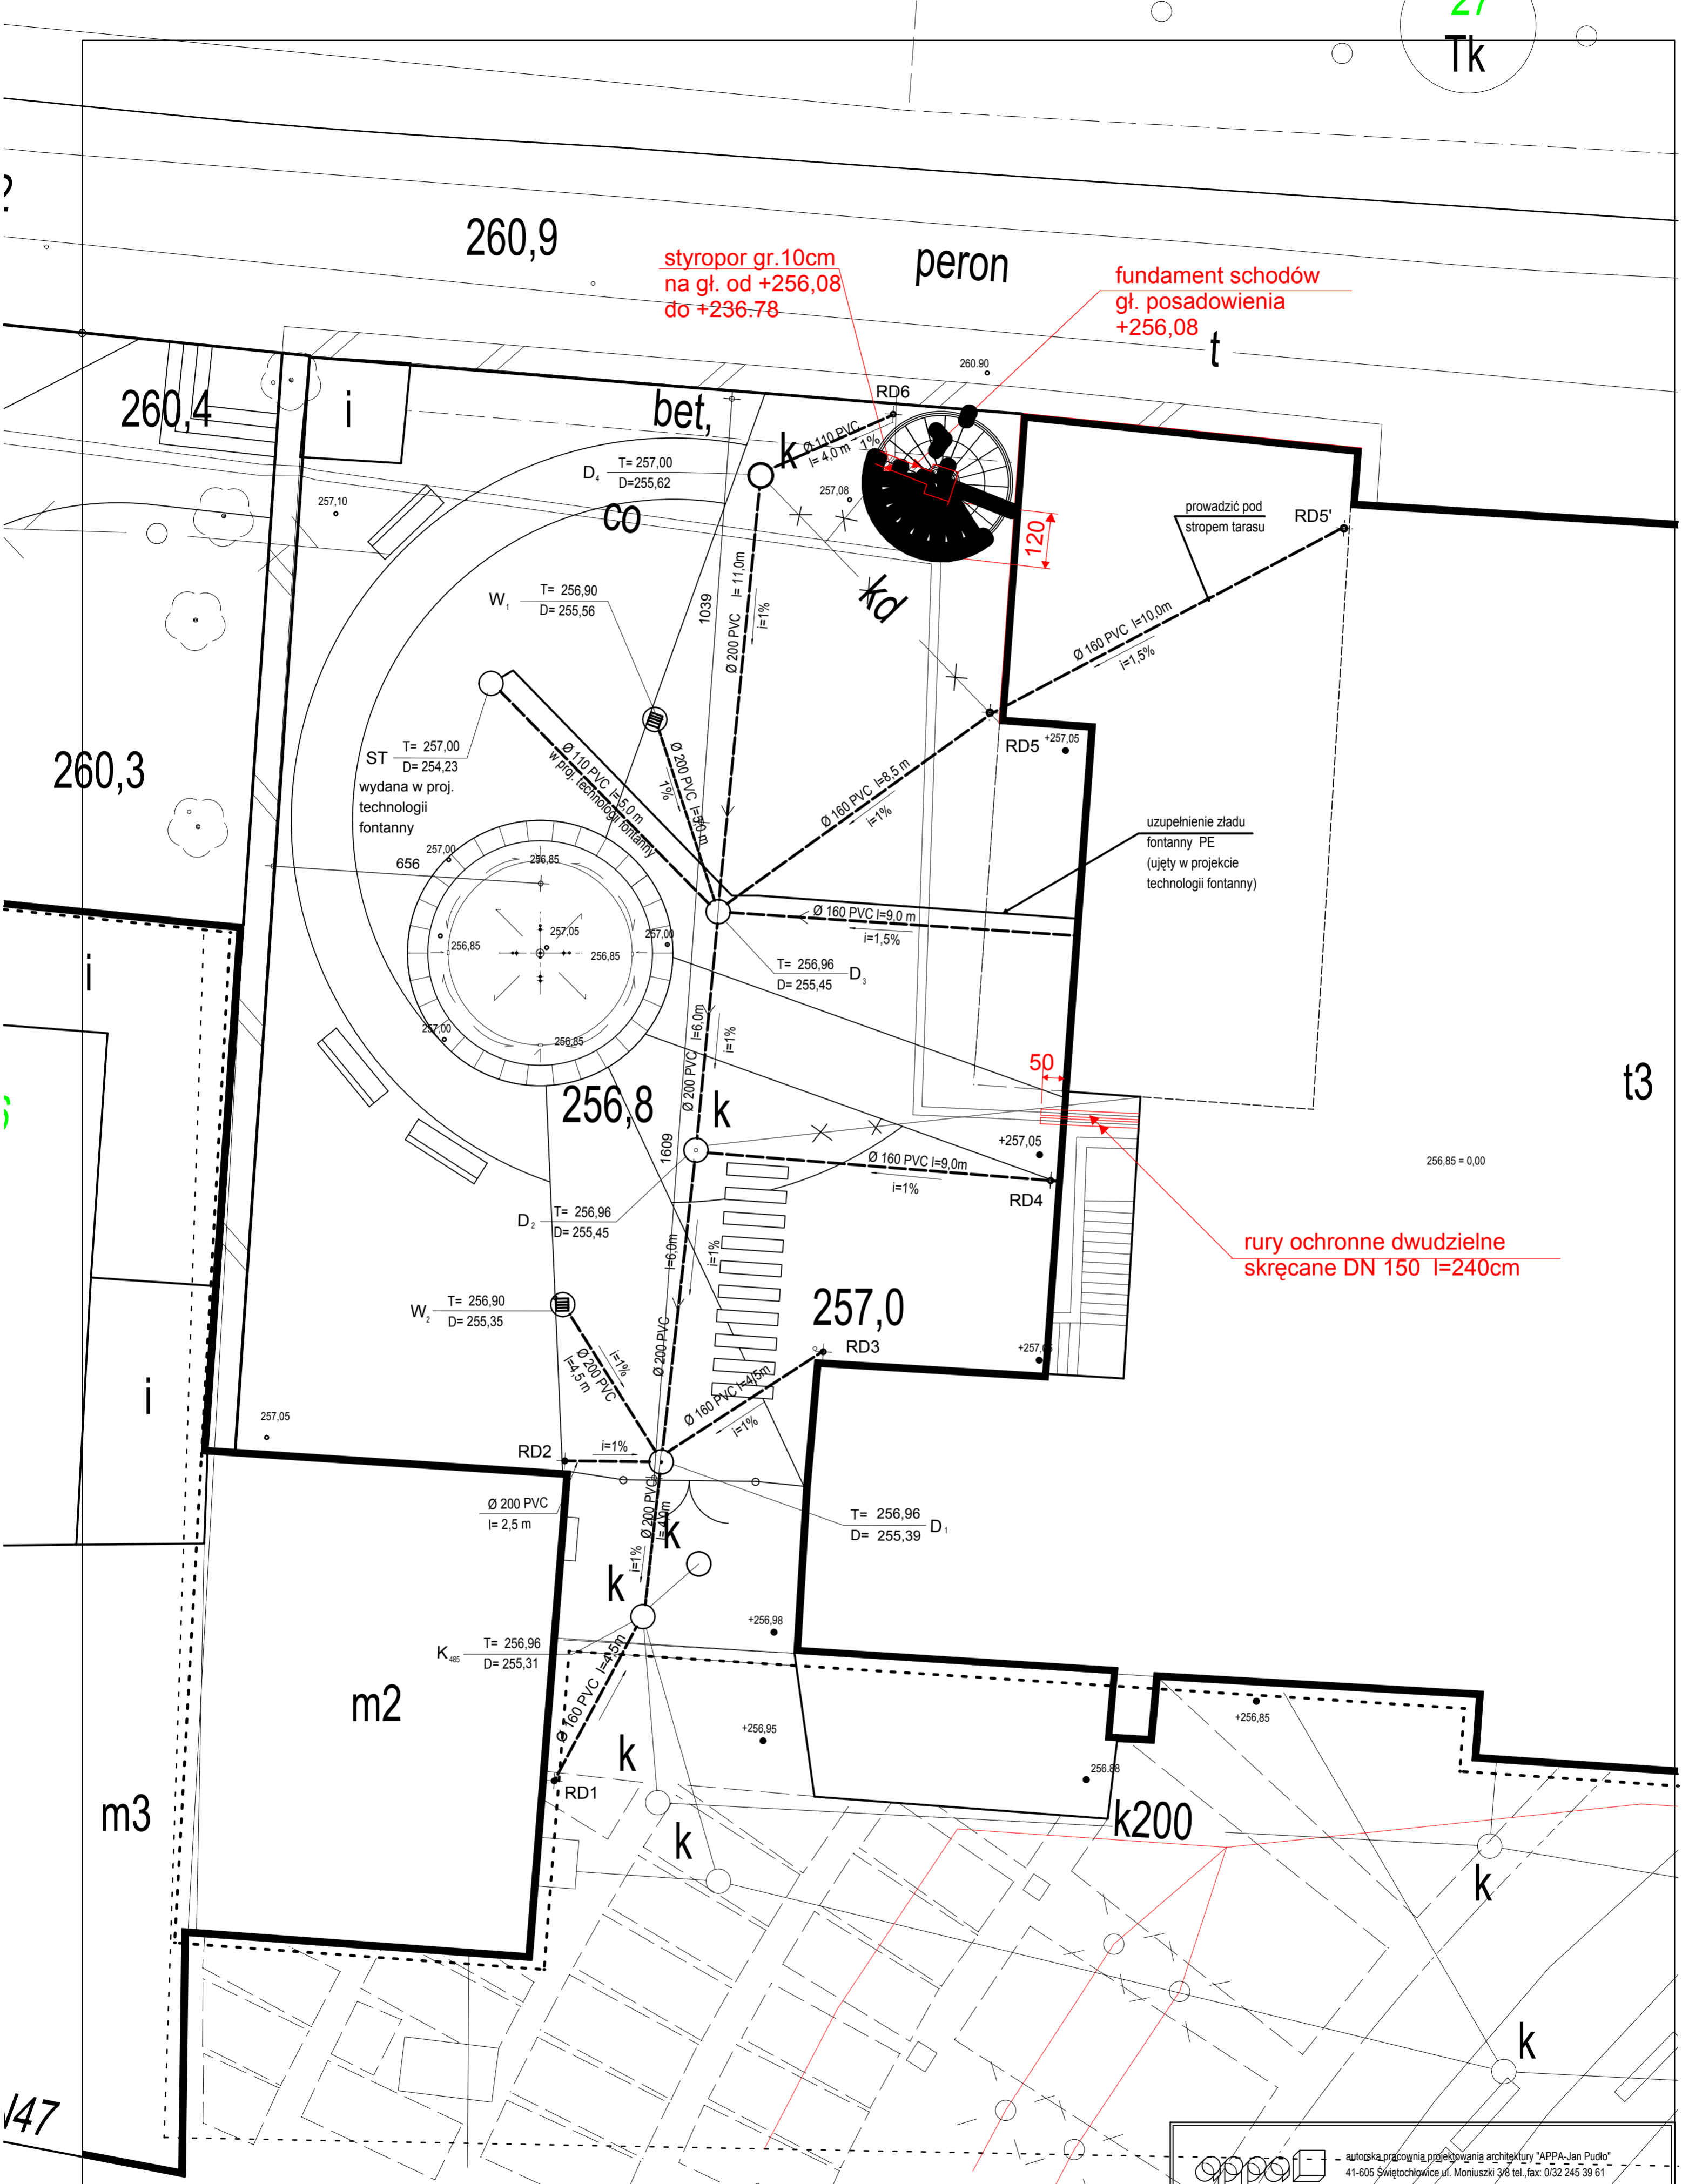 27
Tk
260,9
peron
styropor gr.10cm
na gł. od +256,08
do +236.78
fundament schodów
gł. posadowienia
+256,08
t
260.90
260,4
i
bet,
RD6
k
Ø 110 PVC
l= 4,0 m
1%
D4
T= 257,00
D=255,62
257,10
257,08
co
120
prowadzić pod
stropem tarasu
RD5'
kd
W1
T= 256,90
D= 255,56
1039
Ø 200 PVC l= 11,0m
i=1%
Ø 160 PVC l=10,0m
i=1,5%
260,3
ST
T= 257,00
D= 254,23
wydana w proj.
technologii
fontanny
Ø 110 PVC l=5,0 m
w proj. technologii fontanny
Ø 200 PVC l=5,0 m
1%
RD5
+257,05
Ø 160 PVC l=8,5 m
i=1%
uzupełnienie zładu
fontanny PE
(ujęty w projekcie
technologii fontanny)
656
257,00
256,85
257,05
256,85
256,85
257,00
257,00
256,85
Ø 160 PVC l=9,0 m
i=1,5%
T= 256,96
D= 255,45
D3
i
Ø 200 PVC l=6,0m
i=1%
256,8
k
50
t3
1609
+257,05
256,85 = 0,00
Ø 160 PVC l=9,0m
i=1%
RD4
D2
T= 256,96
D= 255,45
l=6,0m
i=1%
Ø 200 PVC
rury ochronne dwudzielne
skręcane DN 150 l=240cm
W2
T= 256,90
D= 255,35
257,0
i=1%
Ø 200 PVC
l=4,5 m
RD3
Ø 160 PVC l=4,5m
i=1%
i
257,05
RD2
i=1%
Ø 200 PVC
l= 2,5 m
Ø 200 PVC
l=4,0m
i=1%
T= 256,96
D= 255,39
D1
k
k
+256,98
K485
T= 256,96
D= 255,31
Ø 160 PVC l=4,5m
m2
+256,95
+256,85
k
256.88
RD1
m3
k200
k
k
k
autorska pracownia projektowania architektury "APPA-Jan Pudło"
41-605 Świętochłowice ul. Moniuszki 3/8 tel.,fax: 0/32 245 39 61
appa